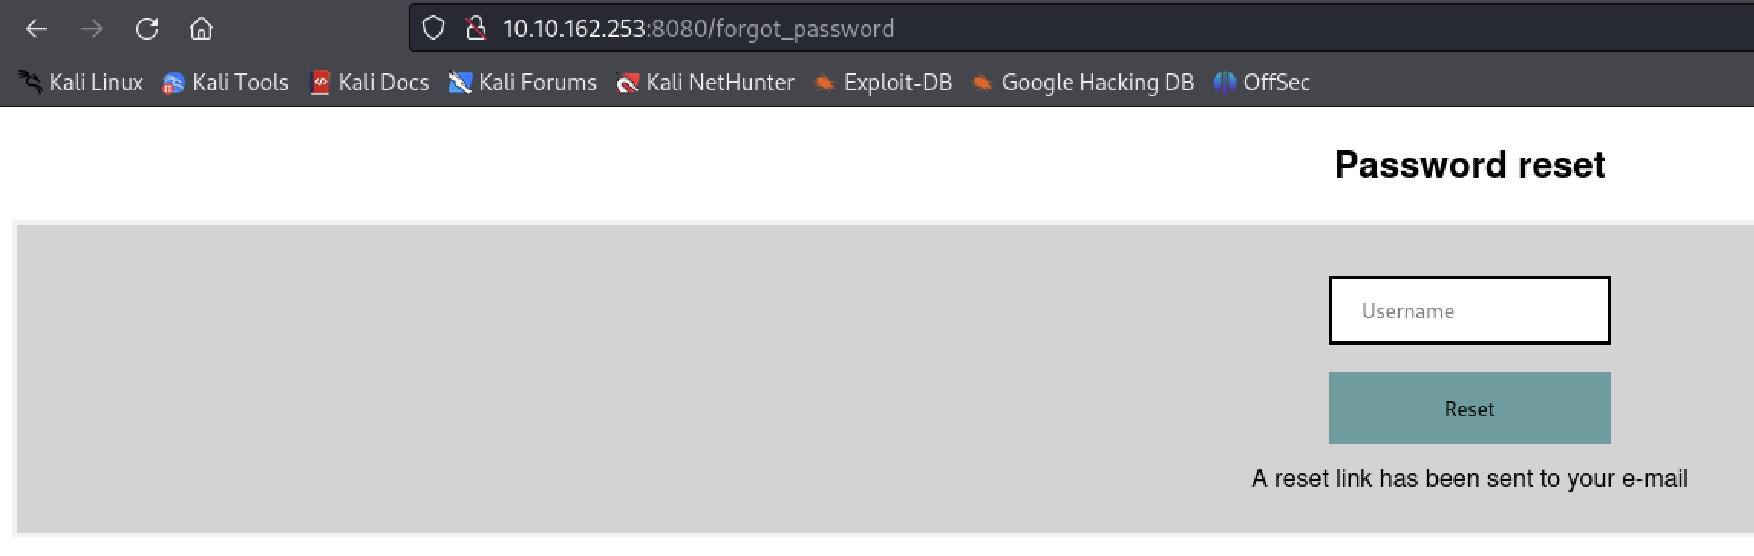 10.10.162.253:8080/forgot_password
Kali Linux Kali Tools Kali Docs Kali Forums Kali NetHunter Exploit-DB Google Hacking DB OffSec
Password reset
Username
Reset
A reset link has been sent to your e-mail